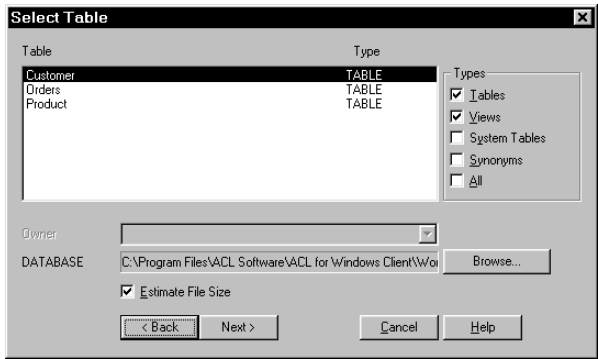 Select Table
Table Type
Customer TABLE
Orders TABLE
Product TABLE
Types
Tables
Views
System Tables
Synonyms
All
Owner
DATABASE C:\Program Files\ACL Software\ACL for Windows Client\Wor Browse...
Estimate File Size
< Back Next > Cancel Help